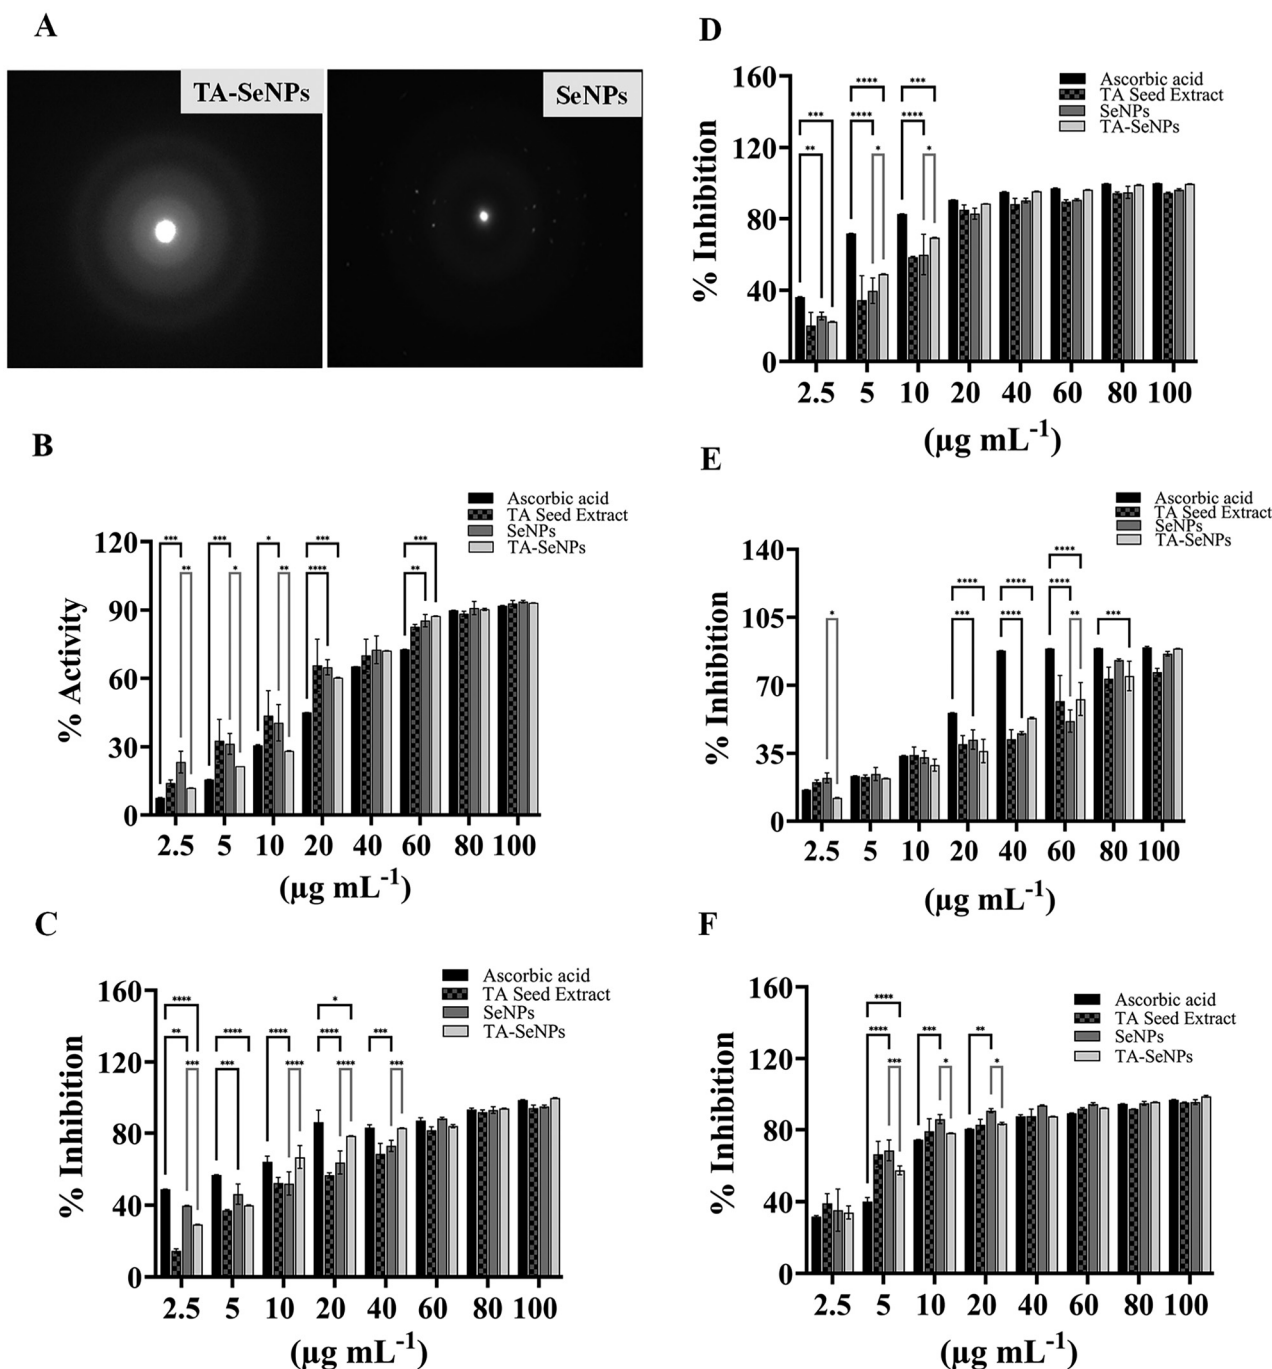 A
TA-SeNPs
SeNPs
D
160
120
80
40
0
% Inhibition
Ascorbic acid
TA Seed Extract
SeNPs
TA-SeNPs
***
**
****
****
*
***
****
*
2.5 5 10 20 40 60 80 100
(µg mL-1)
B
120
90
60
30
0
% Activity
Ascorbic acid
TA Seed Extract
SeNPs
TA-SeNPs
***
**
***
*
*
**
***
****
***
**
2.5 5 10 20 40 60 80 100
(µg mL-1)
E
140
105
70
35
0
% Inhibition
Ascorbic acid
TA Seed Extract
SeNPs
TA-SeNPs
*
****
***
****
****
****
****
**
***
2.5 5 10 20 40 60 80 100
(µg mL-1)
C
160
120
80
40
0
% Inhibition
Ascorbic acid
TA Seed Extract
SeNPs
TA-SeNPs
****
**
***
****
***
****
****
*
****
****
***
***
2.5 5 10 20 40 60 80 100
(µg mL-1)
F
160
120
80
40
0
% Inhibition
Ascorbic acid
TA Seed Extract
SeNPs
TA-SeNPs
****
****
***
***
*
**
*
2.5 5 10 20 40 60 80 100
(µg mL-1)